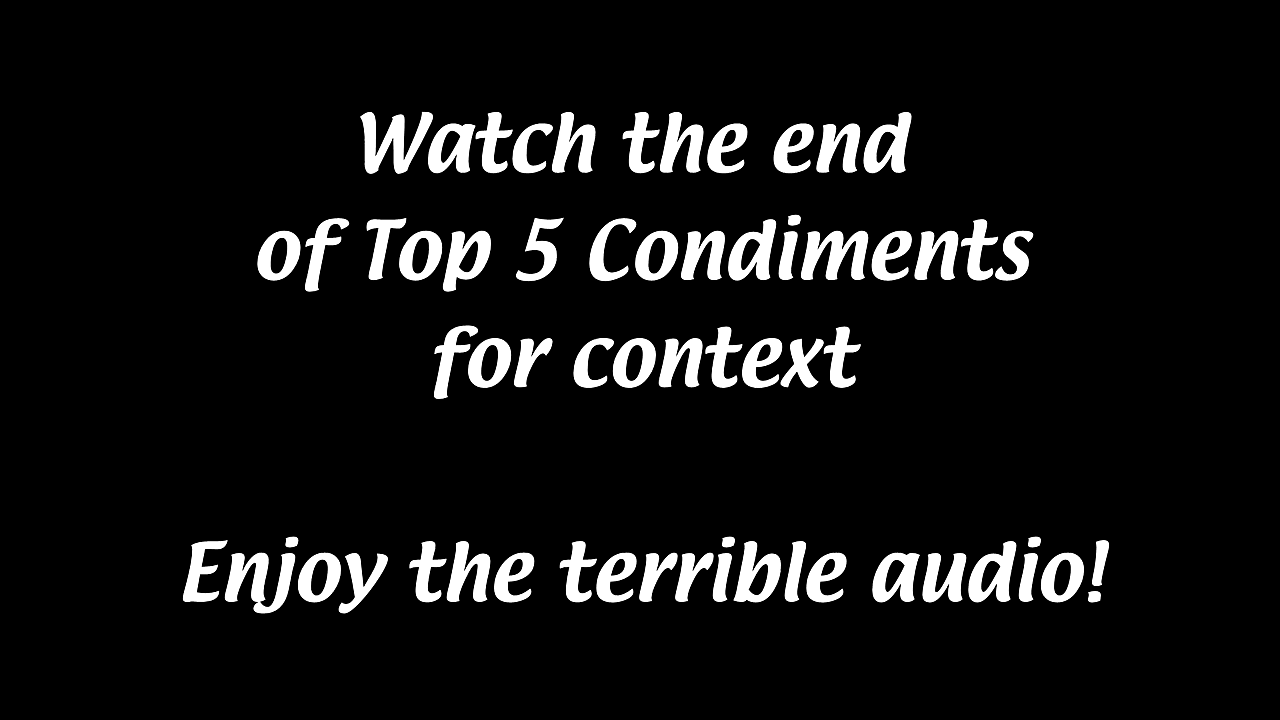 Watch the end
of Top 5 Condiments
for context
Enjoy the terrible audio!